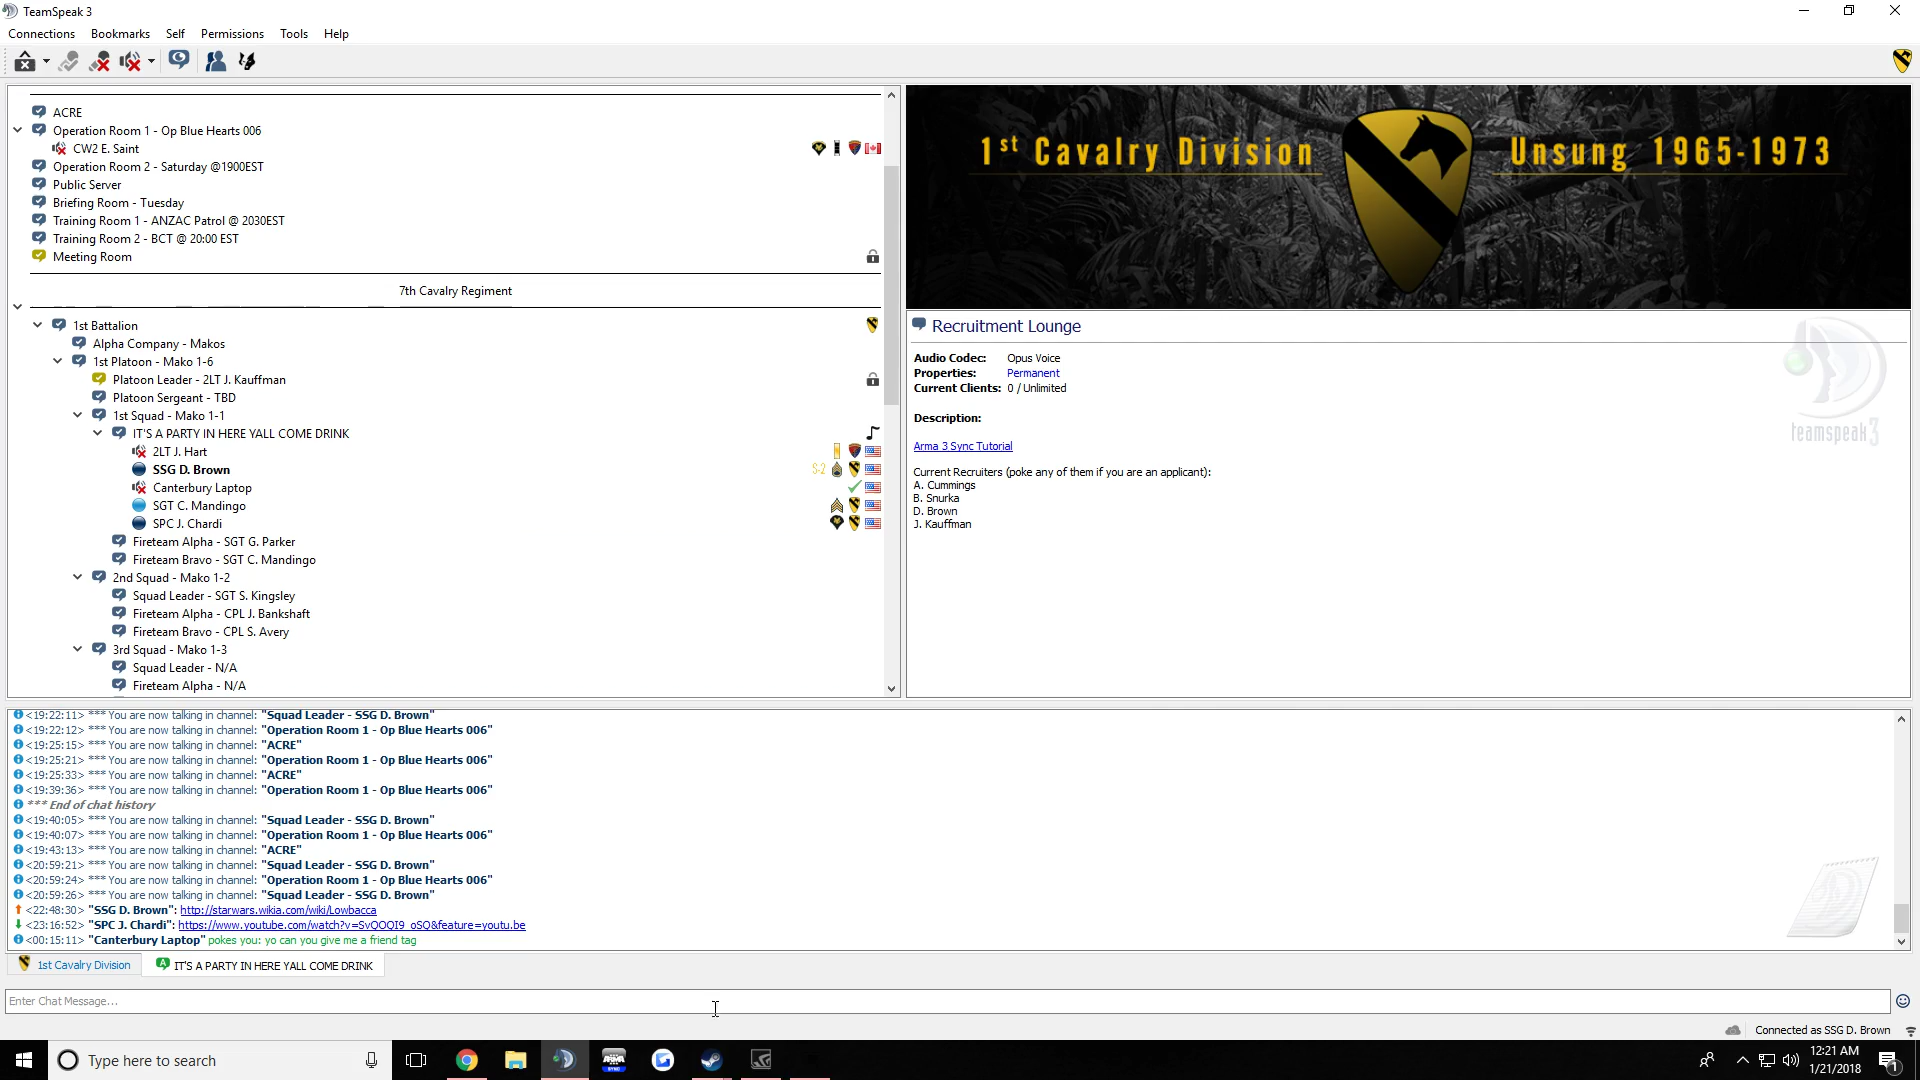 TeamSpeak 3
Connections Bookmarks Self Permissions Tools Help
ACRE
Operation Room 1 - Op Blue Hearts 006
CW2 E. Saint
Operation Room 2 - Saturday @1900EST
Public Server
Briefing Room - Tuesday
Training Room 1 - ANZAC Patrol @ 2030EST
Training Room 2 - BCT @ 20:00 EST
Meeting Room
7th Cavalry Regiment
1st Battalion
Alpha Company - Makos
1st Platoon - Mako 1-6
Platoon Leader - 2LT J. Kauffman
Platoon Sergeant - TBD
1st Squad - Mako 1-1
IT'S A PARTY IN HERE YALL COME DRINK
2LT J. Hart
SSG D. Brown S-2
Canterbury Laptop
SGT C. Mandingo
SPC J. Chardi
Fireteam Alpha - SGT G. Parker
Fireteam Bravo - SGT C. Mandingo
2nd Squad - Mako 1-2
Squad Leader - SGT S. Kingsley
Fireteam Alpha - CPL J. Bankshaft
Fireteam Bravo - CPL S. Avery
3rd Squad - Mako 1-3
Squad Leader - N/A
Fireteam Alpha - N/A
1st Cavalry Division Unsung 1965-1973
Recruitment Lounge
Audio Codec: Opus Voice
Properties: Permanent
Current Clients: 0 / Unlimited
Description:
Arma 3 Sync Tutorial
Current Recruiters (poke any of them if you are an applicant):
A. Cummings
B. Snurka
D. Brown
J. Kauffman
teamspeak3
<19:22:11> *** You are now talking in channel: "Squad Leader - SSG D. Brown"
<19:22:12> *** You are now talking in channel: "Operation Room 1 - Op Blue Hearts 006"
<19:25:15> *** You are now talking in channel: "ACRE"
<19:25:21> *** You are now talking in channel: "Operation Room 1 - Op Blue Hearts 006"
<19:25:33> *** You are now talking in channel: "ACRE"
<19:39:36> *** You are now talking in channel: "Operation Room 1 - Op Blue Hearts 006"
*** End of chat history
<19:40:05> *** You are now talking in channel: "Squad Leader - SSG D. Brown"
<19:40:07> *** You are now talking in channel: "Operation Room 1 - Op Blue Hearts 006"
<19:43:13> *** You are now talking in channel: "ACRE"
<20:59:21> *** You are now talking in channel: "Squad Leader - SSG D. Brown"
<20:59:24> *** You are now talking in channel: "Operation Room 1 - Op Blue Hearts 006"
<20:59:26> *** You are now talking in channel: "Squad Leader - SSG D. Brown"
<22:48:30> "SSG D. Brown": http://starwars.wikia.com/wiki/Lowbacca
<23:16:52> "SPC J. Chardi": https://www.youtube.com/watch?v=SvQOQI9_oSQ&feature=youtu.be
<00:15:11> "Canterbury Laptop" pokes you: yo can you give me a friend tag
1st Cavalry Division IT'S A PARTY IN HERE YALL COME DRINK
Enter Chat Message...
Connected as SSG D. Brown
Type here to search
12:21 AM
1/21/2018
1